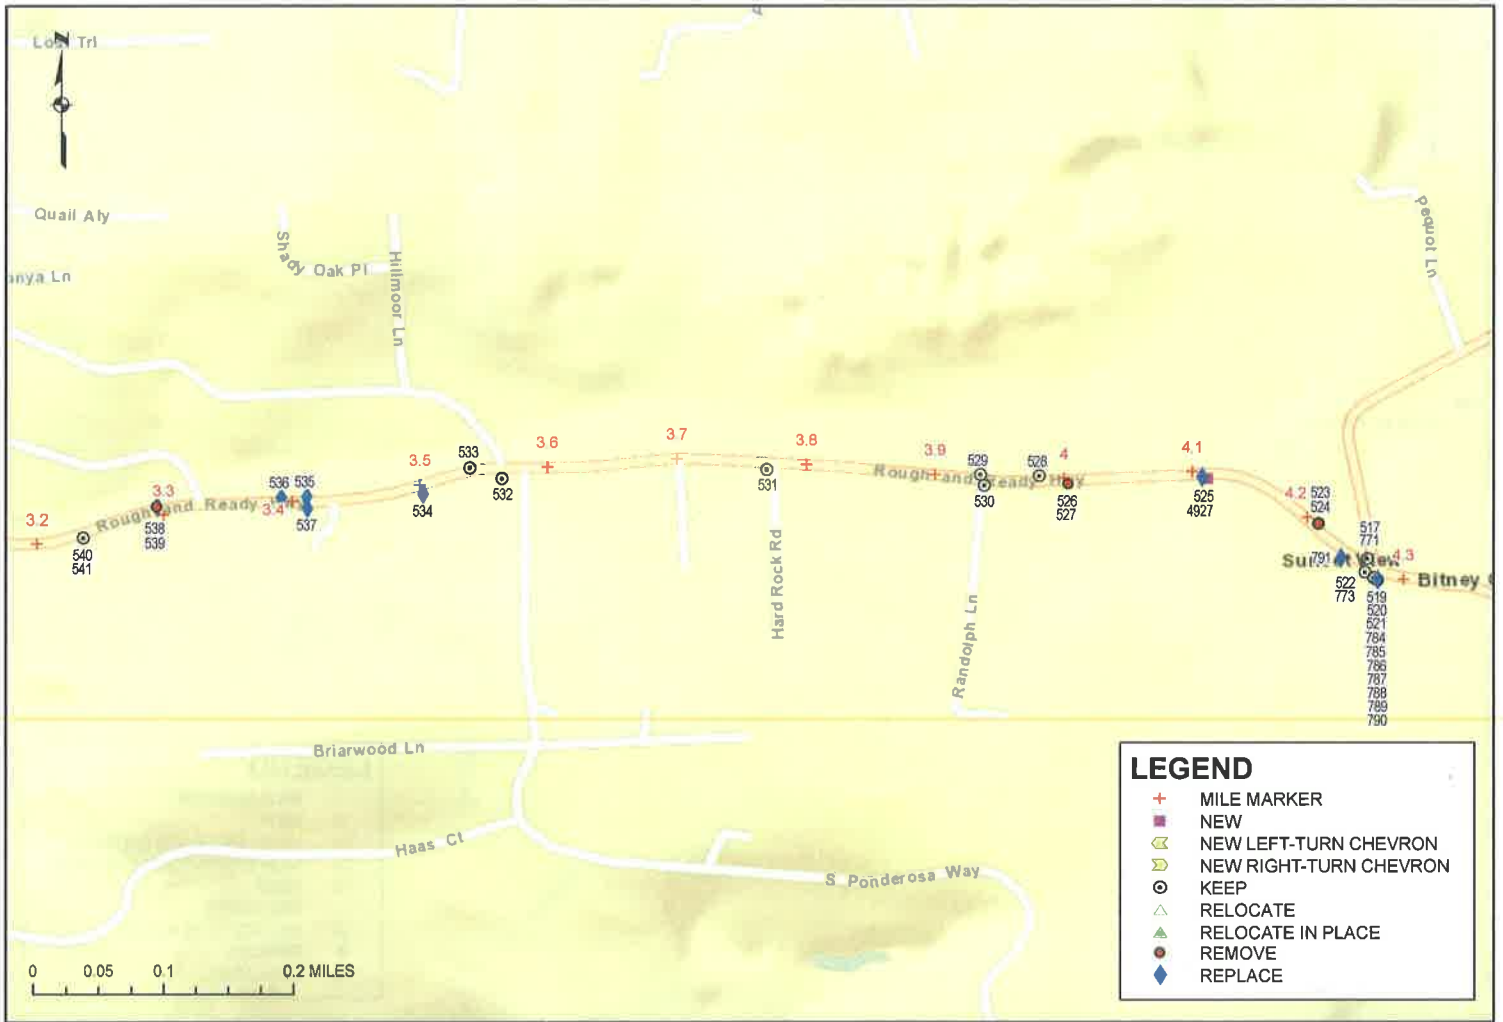 N
Quail Aly
Shady Oak Pl
Hillmoor Ln
Pequot Ln
3.2
540
541
3.3
538
539
536
535
3.4
537
3.5
534
533
532
3.6
3.7
531
3.8
3.9
529
530
528
4
526
527
4.1
525
4927
4.2
523
524
517
771
791
4.3
522
773
519
520
521
784
785
786
787
788
789
790
Rough and Ready
Rough and Ready Hwy
Bitney
Hard Rock Rd
Randolph Ln
Briarwood Ln
Haas Ct
S Ponderosa Way
0 0.05 0.1 0.2 MILES
LEGEND
MILE MARKER
NEW
NEW LEFT-TURN CHEVRON
NEW RIGHT-TURN CHEVRON
KEEP
RELOCATE
RELOCATE IN PLACE
REMOVE
REPLACE